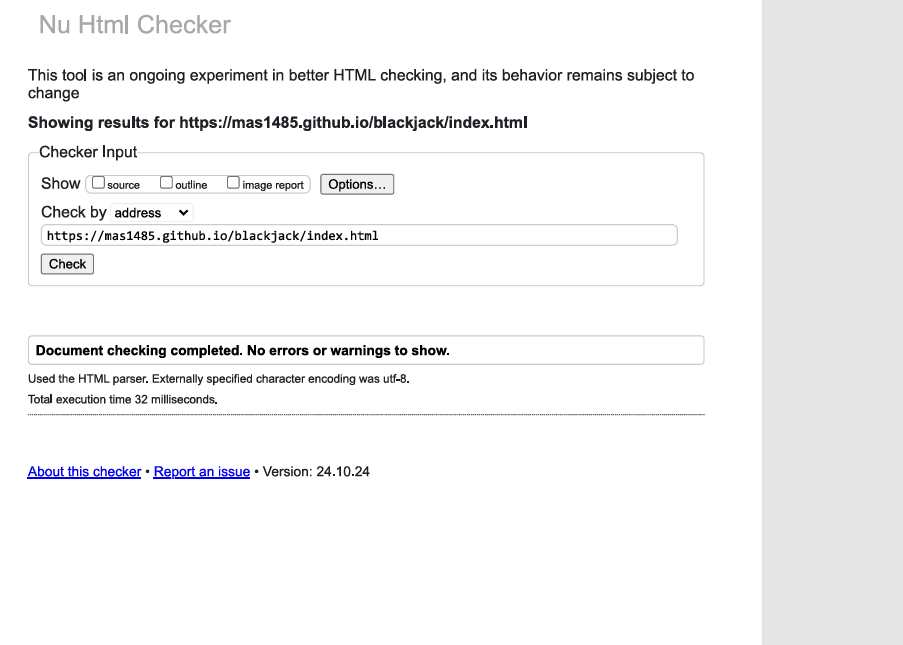 Nu Html Checker
This tool is an ongoing experiment in better HTML checking, and its behavior remains subject to
change
Showing results for https://mas1485.github.io/blackjack/index.html
Checker Input
Show source outline image report Options...
Check by address
https://mas1485.github.io/blackjack/index.html
Check
Document checking completed. No errors or warnings to show.
Used the HTML parser. Externally specified character encoding was utf-8.
Total execution time 32 milliseconds.
About this checker • Report an issue • Version: 24.10.24